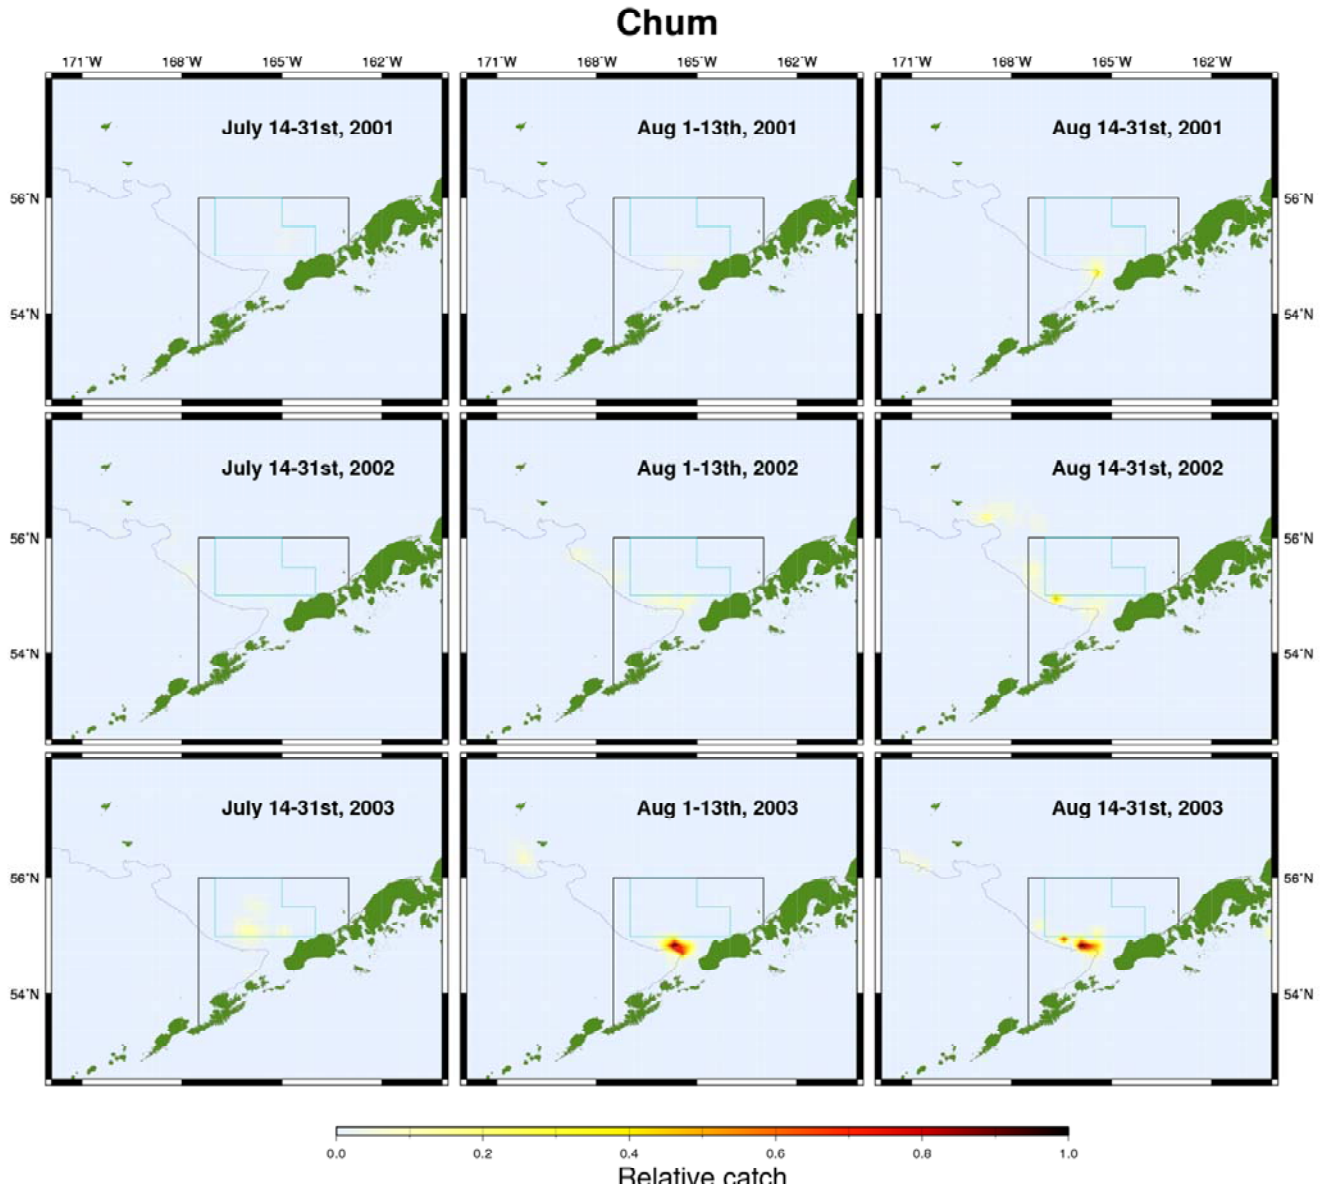 Chum
171°W 168°W 165°W 162°W 171°W 168°W 165°W 162°W 171°W 168°W 165°W 162°W
July 14-31st, 2001 Aug 1-13th, 2001 Aug 14-31st, 2001
56°N 56°N
54°N 54°N
July 14-31st, 2002 Aug 1-13th, 2002 Aug 14-31st, 2002
56°N 56°N
54°N 54°N
July 14-31st, 2003 Aug 1-13th, 2003 Aug 14-31st, 2003
56°N 56°N
54°N 54°N
0.0 0.2 0.4 0.6 0.8 1.0
Relative catch